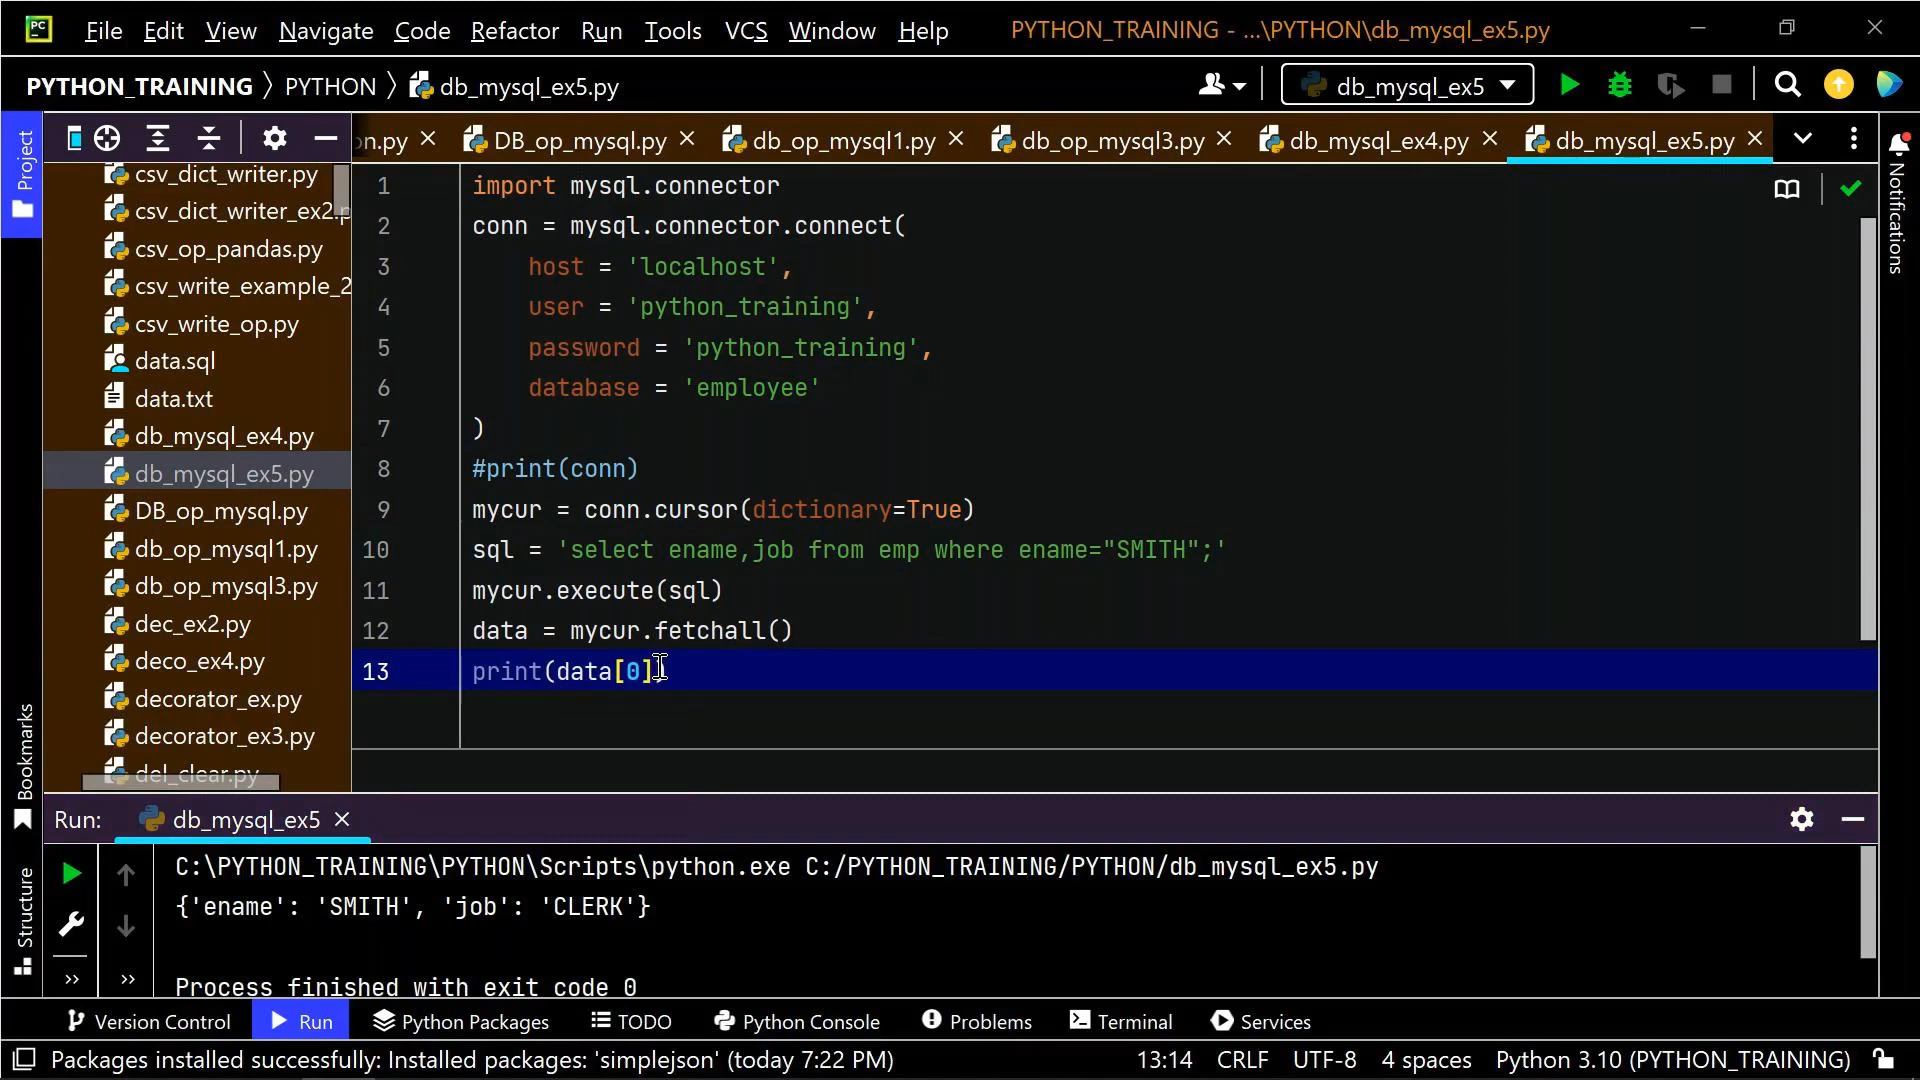 PC File Edit View Navigate Code Refactor Run Tools VCS Window Help PYTHON_TRAINING - ...\PYTHON\db_mysql_ex5.py
PYTHON_TRAINING PYTHON db_mysql_ex5.py db_mysql_ex5
on.py DB_op_mysql.py db_op_mysql1.py db_op_mysql3.py db_mysql_ex4.py db_mysql_ex5.py
Project
Bookmarks
Structure
Notifications
csv_dict_writer.py
csv_dict_writer_ex2.p
csv_op_pandas.py
csv_write_example_2
csv_write_op.py
data.sql
data.txt
db_mysql_ex4.py
db_mysql_ex5.py
DB_op_mysql.py
db_op_mysql1.py
db_op_mysql3.py
dec_ex2.py
deco_ex4.py
decorator_ex.py
decorator_ex3.py
del_clear.py
1 import mysql.connector
2 conn = mysql.connector.connect(
3 host = 'localhost',
4 user = 'python_training',
5 password = 'python_training',
6 database = 'employee'
7 )
8 #print(conn)
9 mycur = conn.cursor(dictionary=True)
10 sql = 'select ename,job from emp where ename="SMITH";'
11 mycur.execute(sql)
12 data = mycur.fetchall()
13 print(data[0])
Run: db_mysql_ex5
C:\PYTHON_TRAINING\PYTHON\Scripts\python.exe C:/PYTHON_TRAINING/PYTHON/db_mysql_ex5.py
{'ename': 'SMITH', 'job': 'CLERK'}
Process finished with exit code 0
Version Control Run Python Packages TODO Python Console Problems Terminal Services
Packages installed successfully: Installed packages: 'simplejson' (today 7:22 PM) 13:14 CRLF UTF-8 4 spaces Python 3.10 (PYTHON_TRAINING)